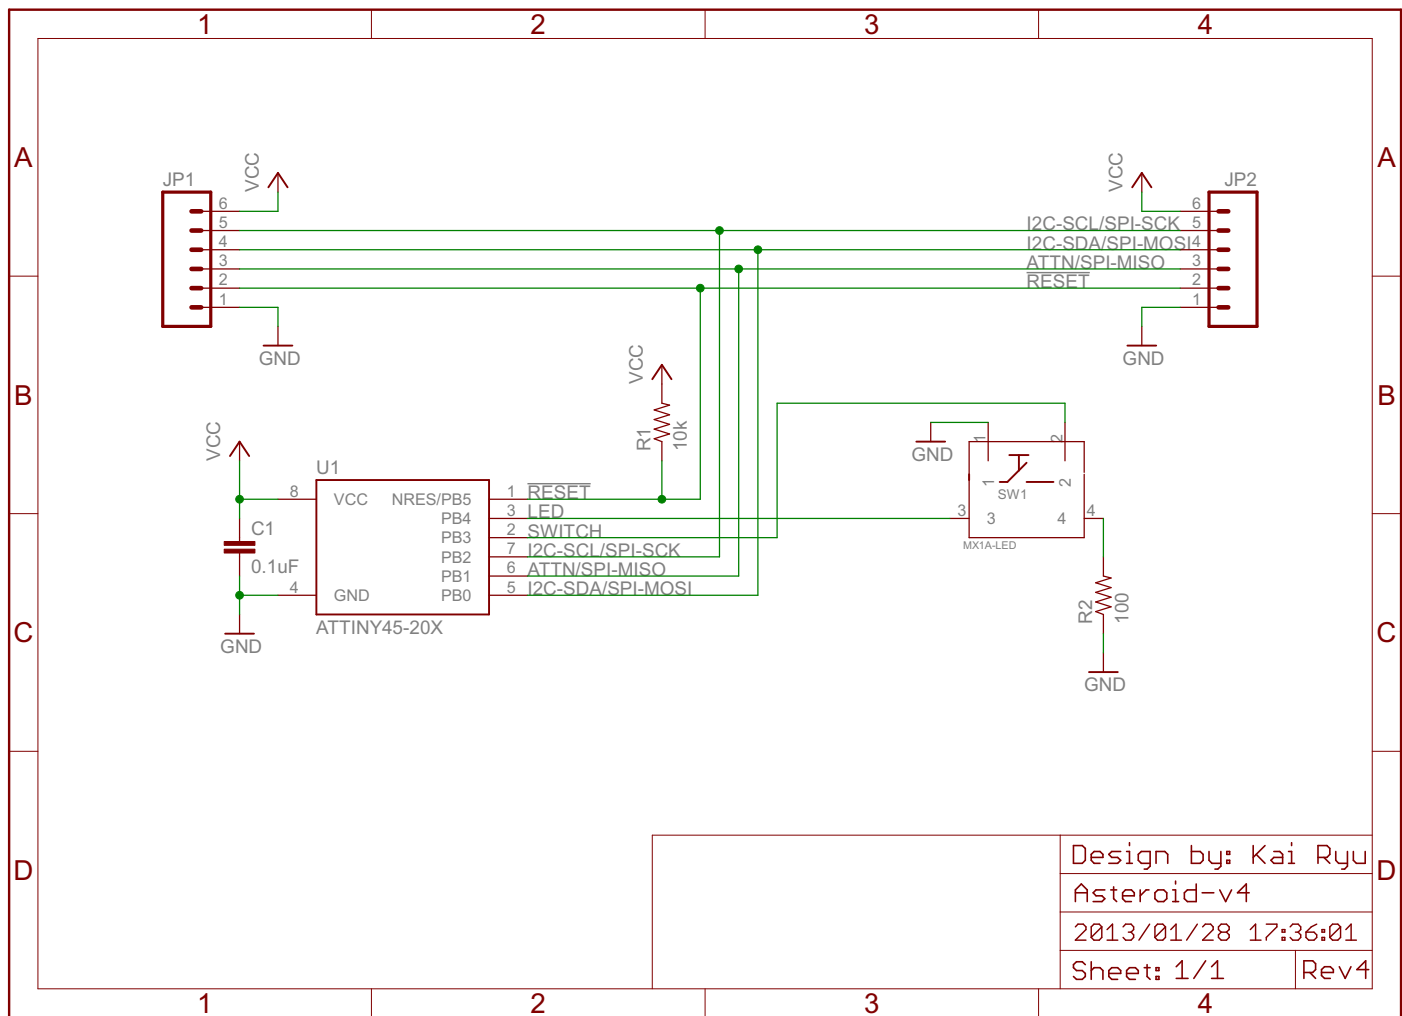 1 2 3 4
A A
VCC VCC
JP1 JP2
6 6
5 I2C-SCL/SPI-SCK 5
4 I2C-SDA/SPI-MOSI 4
3 ATTN/SPI-MISO 3
2 RESET 2
1 1
GND GND
VCC
B B
R1 10k
VCC
GND
1 2
U1
1 2
SW1
8 VCC NRES/PB5 1 RESET
PB4 3 LED
3 3 4 4
PB3 2 SWITCH
MX1A-LED
C1
0.1uF
PB2 7 I2C-SCL/SPI-SCK
PB1 6 ATTN/SPI-MISO
4 GND PB0 5 I2C-SDA/SPI-MOSI
R2 100
ATTINY45-20X
C C
GND
GND
D D
Design by: Kai Ryu
Asteroid-v4
2013/01/28 17:36:01
Sheet: 1/1 Rev4
1 2 3 4